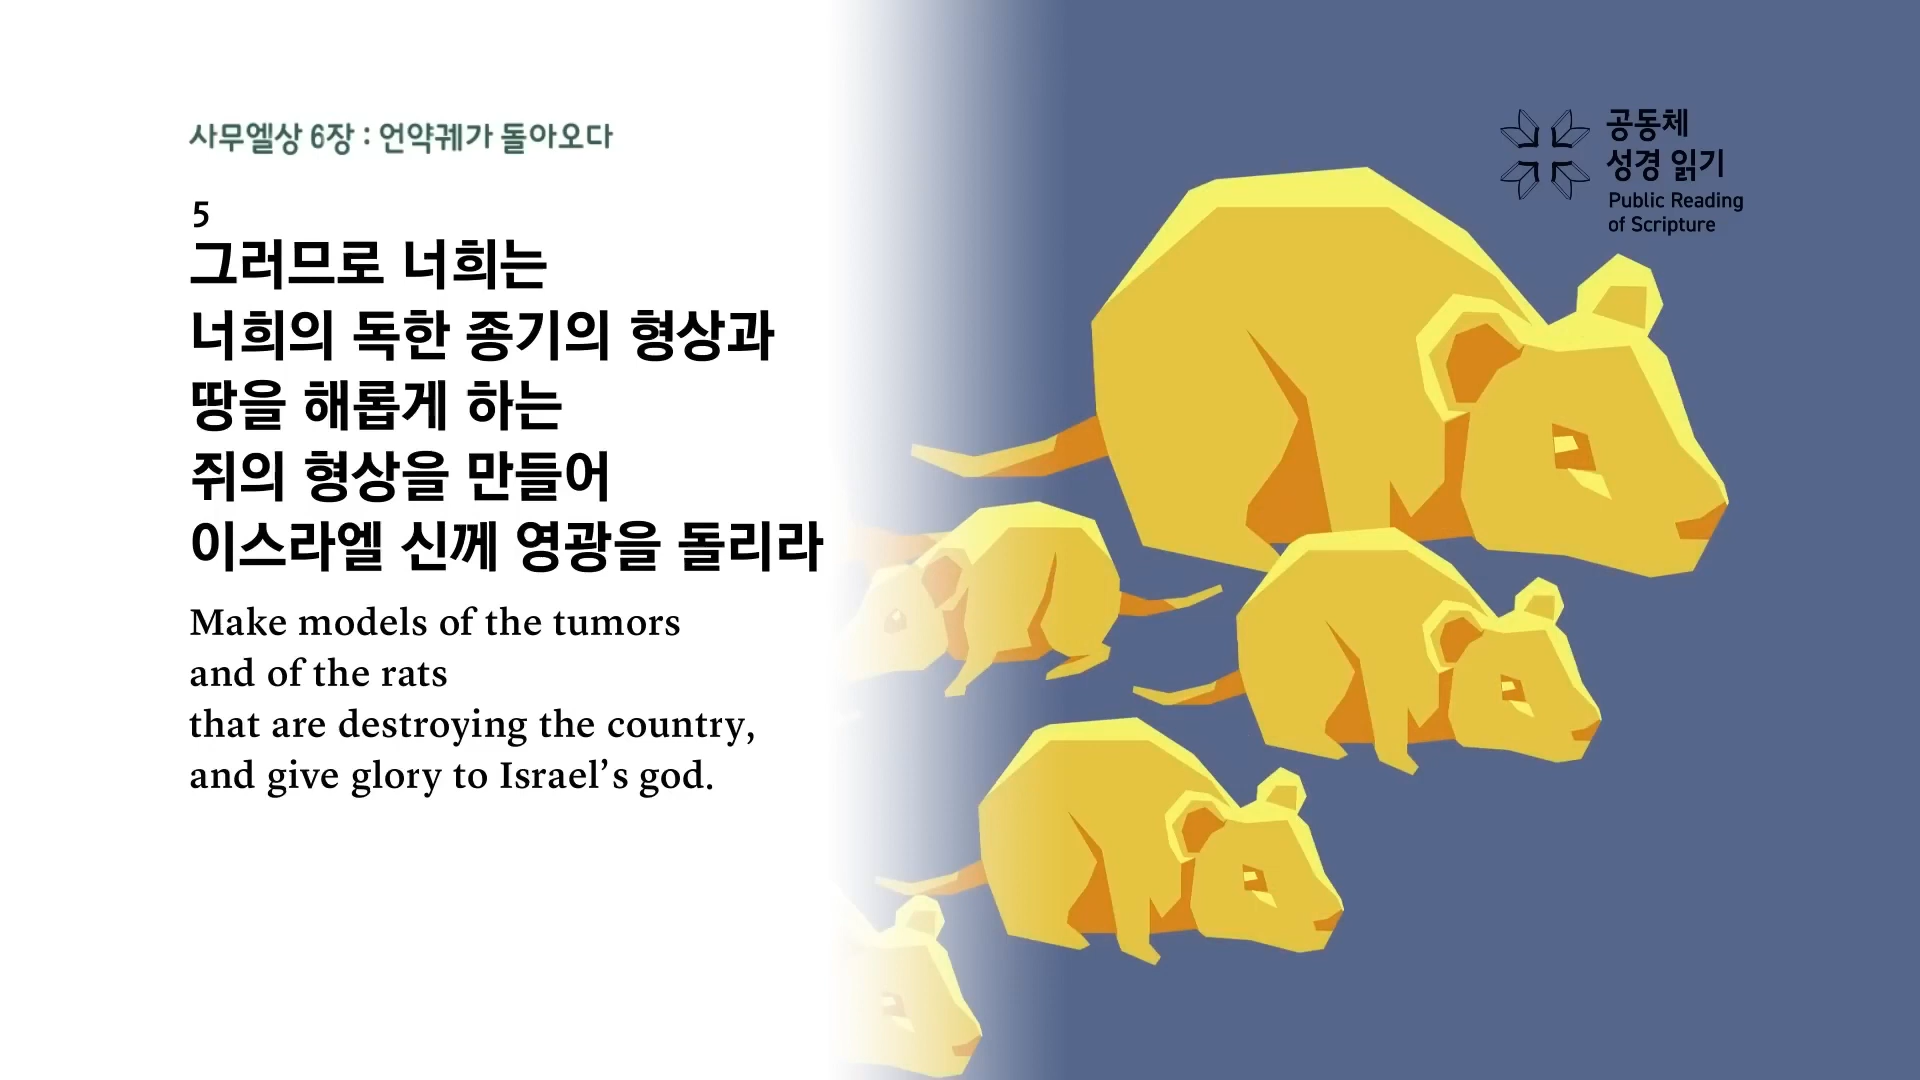 사무엘상 6장 : 언약궤가 돌아오다
5
그러므로 너희는
너희의 독한 종기의 형상과
땅을 해롭게 하는
쥐의 형상을 만들어
이스라엘 신께 영광을 돌리라
Make models of the tumors
and of the rats
that are destroying the country,
and give glory to Israel’s god.
공동체
성경 읽기
Public Reading
of Scripture